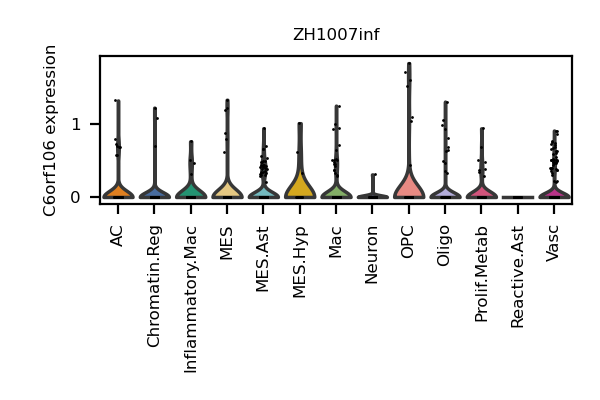 ZH1007inf
C6orf106 expression
1
0
AC
Chromatin.Reg
Inflammatory.Mac
MES
MES.Ast
MES.Hyp
Mac
Neuron
OPC
Oligo
Prolif.Metab
Reactive.Ast
Vasc